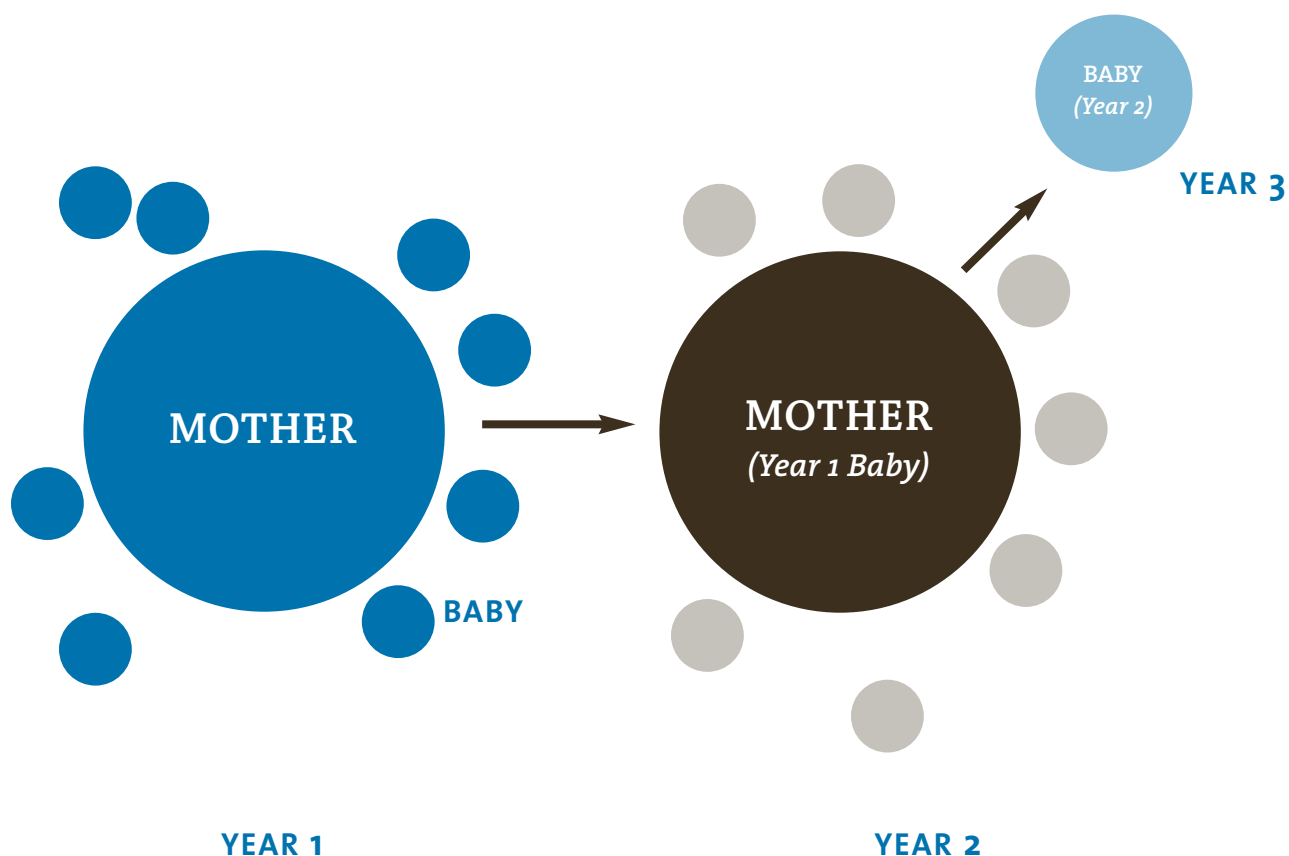 BABY
(Year 2)
YEAR 3
MOTHER
MOTHER
(Year 1 Baby)
BABY
YEAR 1
YEAR 2